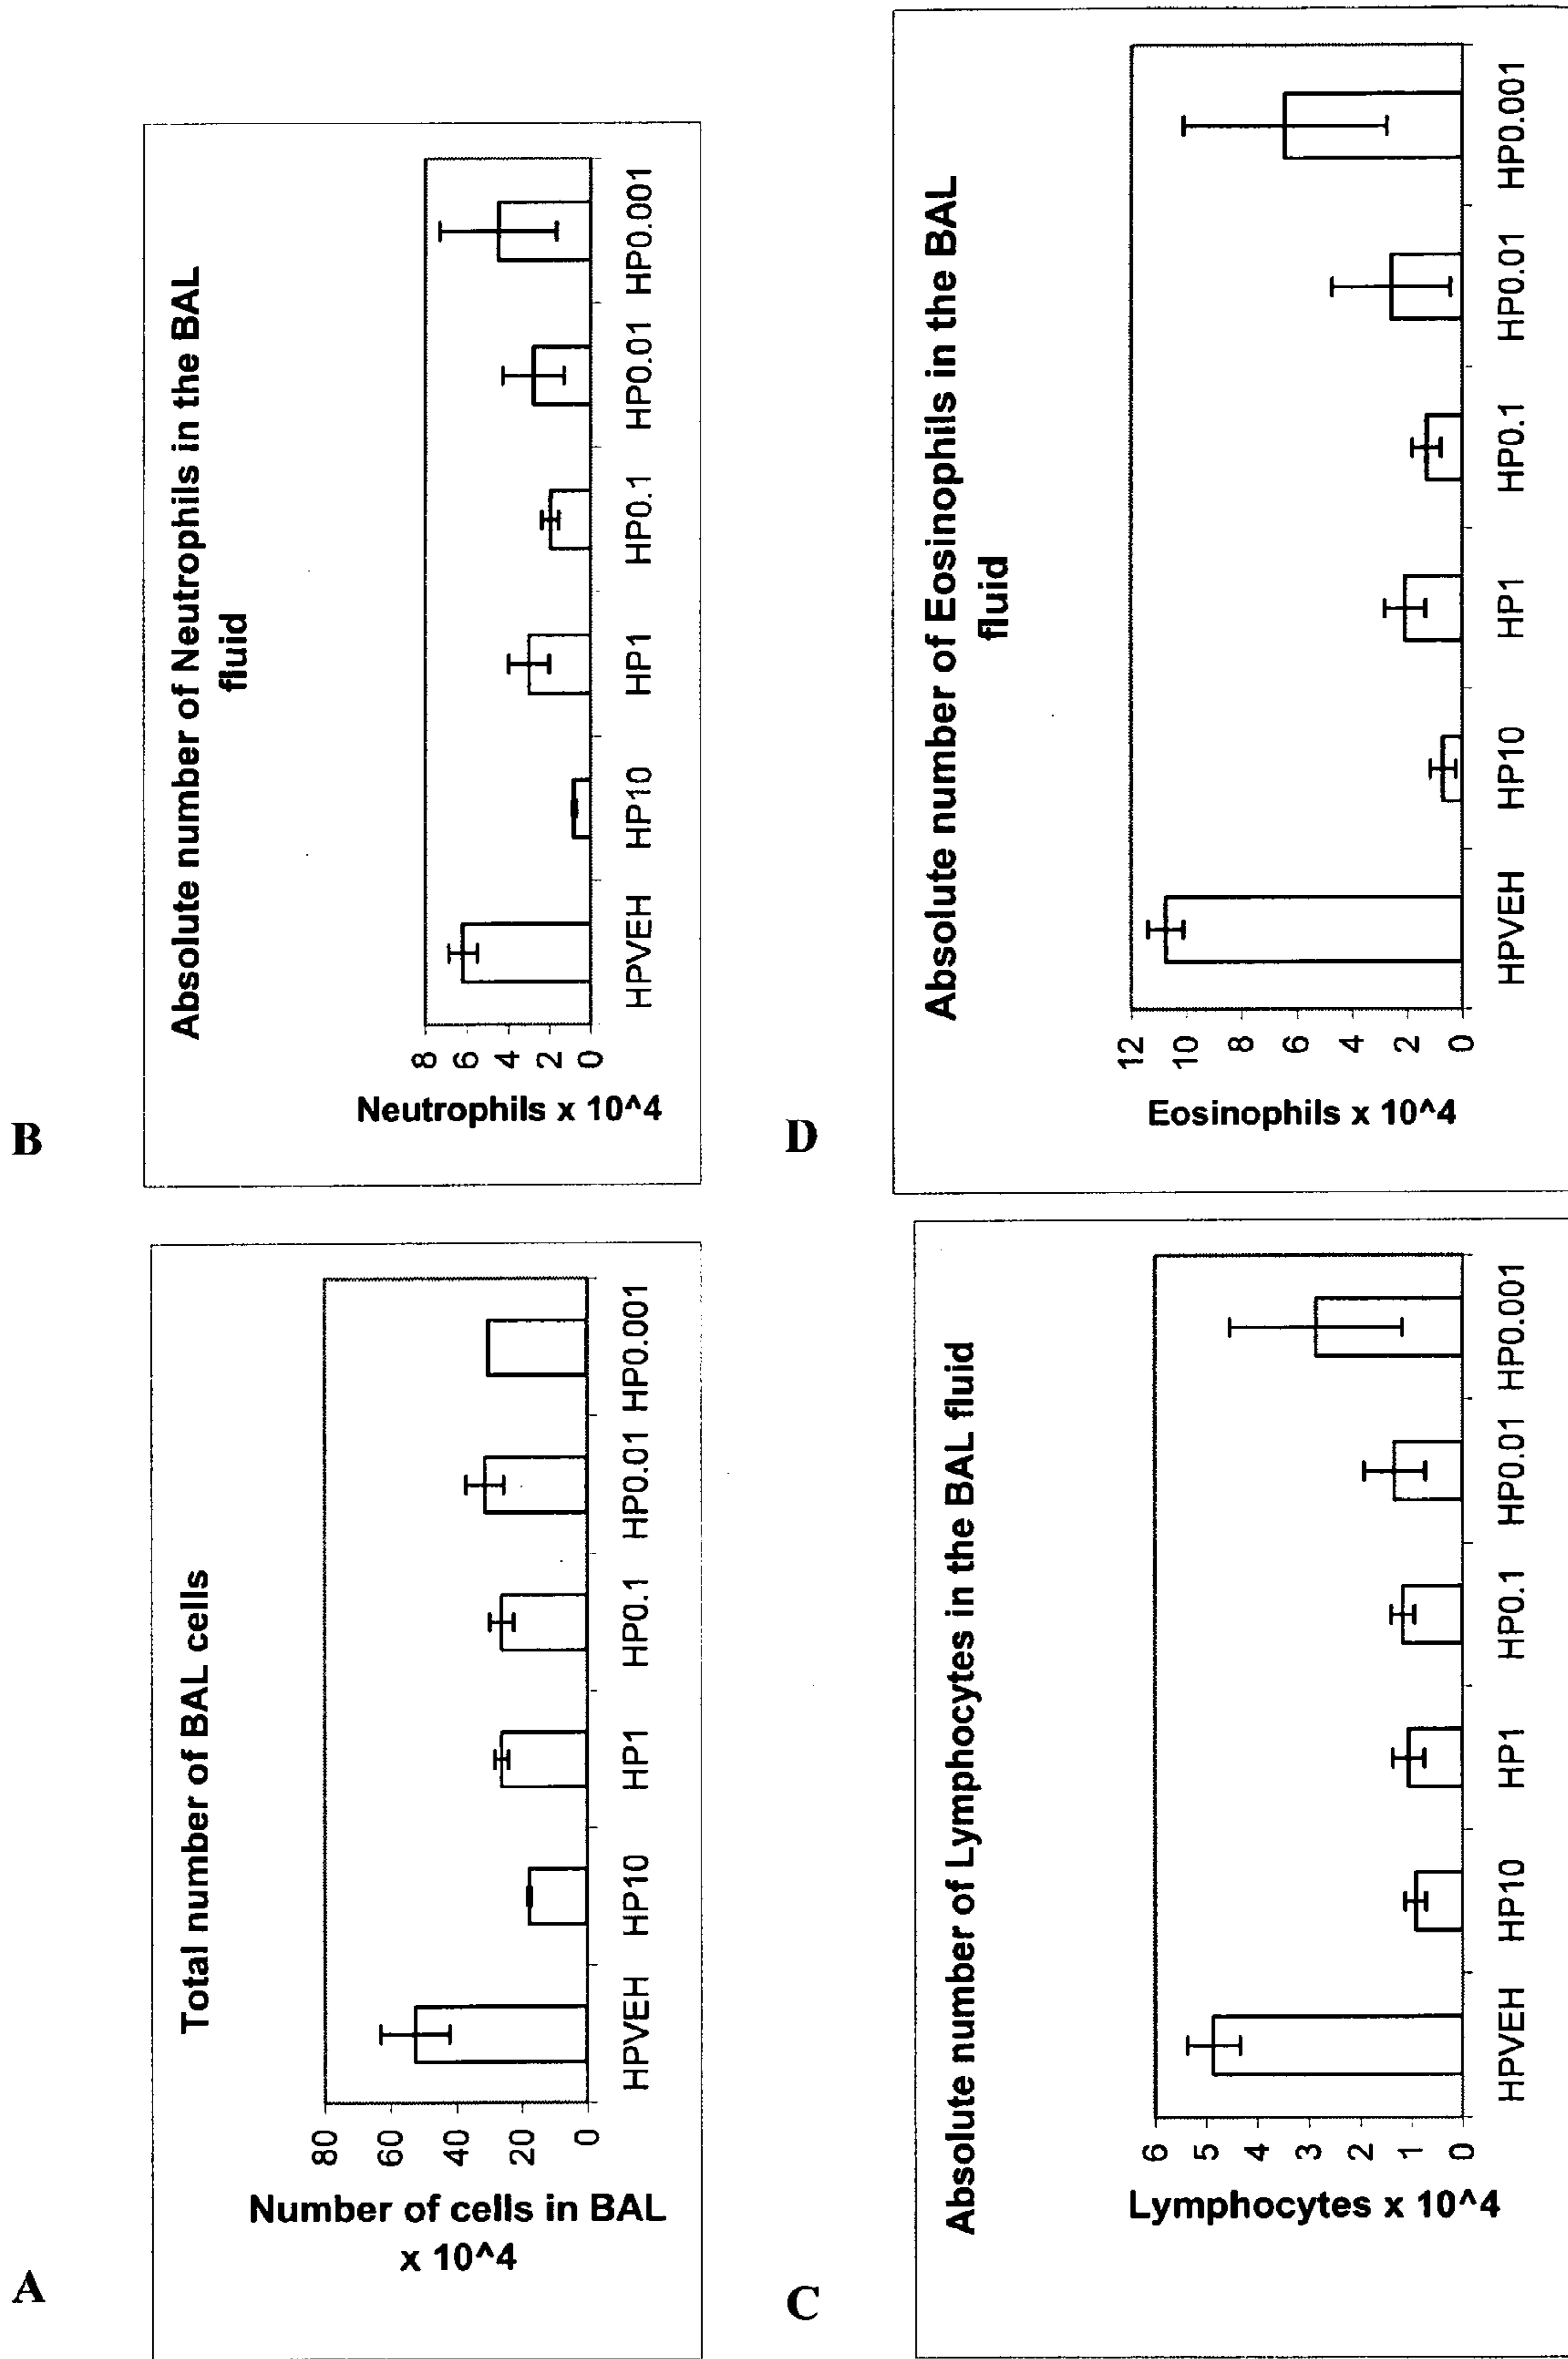 A
Total number of BAL cells
Number of cells in BAL
x 10^4
80
60
40
20
0
HPVEH HP10 HP1 HP0.1 HP0.01 HP0.001
B
Absolute number of Neutrophils in the BAL
fluid
Neutrophils x 10^4
8
6
4
2
0
HPVEH HP10 HP1 HP0.1 HP0.01 HP0.001
C
Absolute number of Lymphocytes in the BAL fluid
Lymphocytes x 10^4
6
5
4
3
2
1
0
HPVEH HP10 HP1 HP0.1 HP0.01 HP0.001
D
Absolute number of Eosinophils in the BAL
fluid
Eosinophils x 10^4
12
10
8
6
4
2
0
HPVEH HP10 HP1 HP0.1 HP0.01 HP0.001